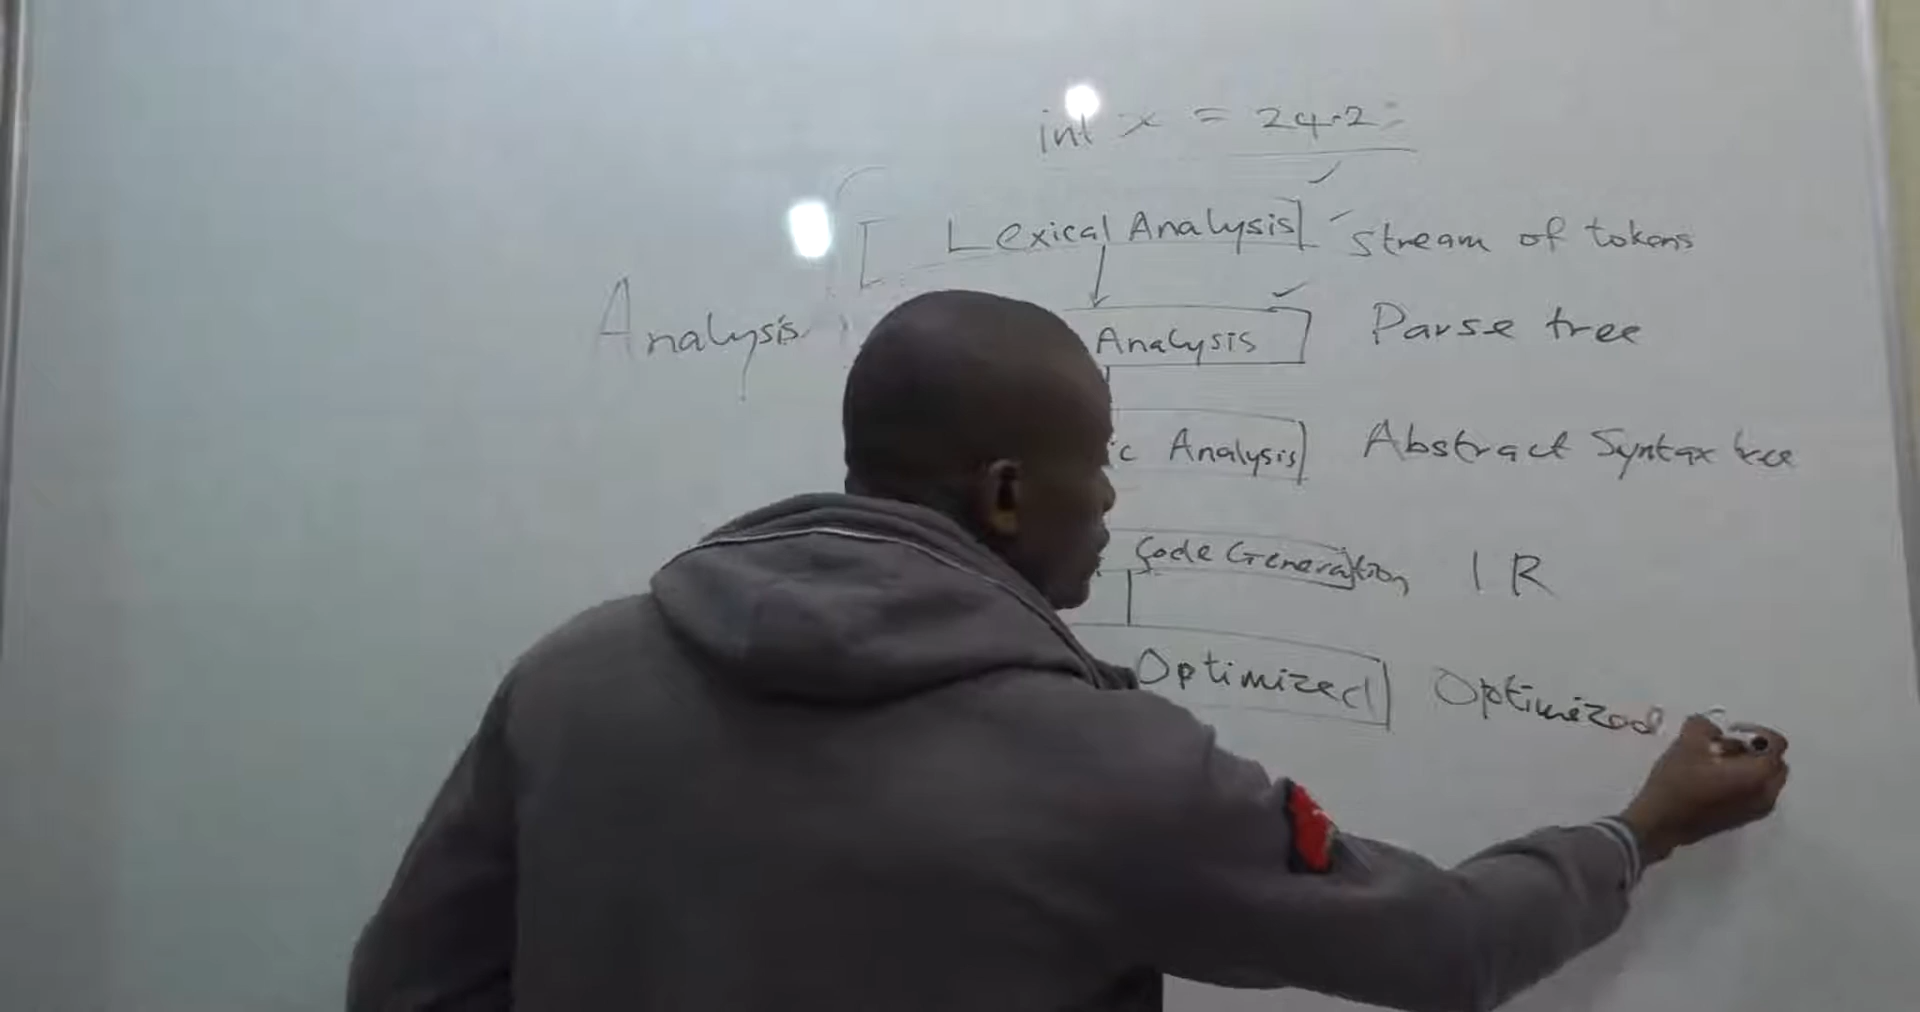 int x = 24.2;
Lexical Analysis stream of tokens
Analysis
Analysis Parse tree
c Analysis Abstract Syntax tree
Code Generation IR
Optimized Optimized